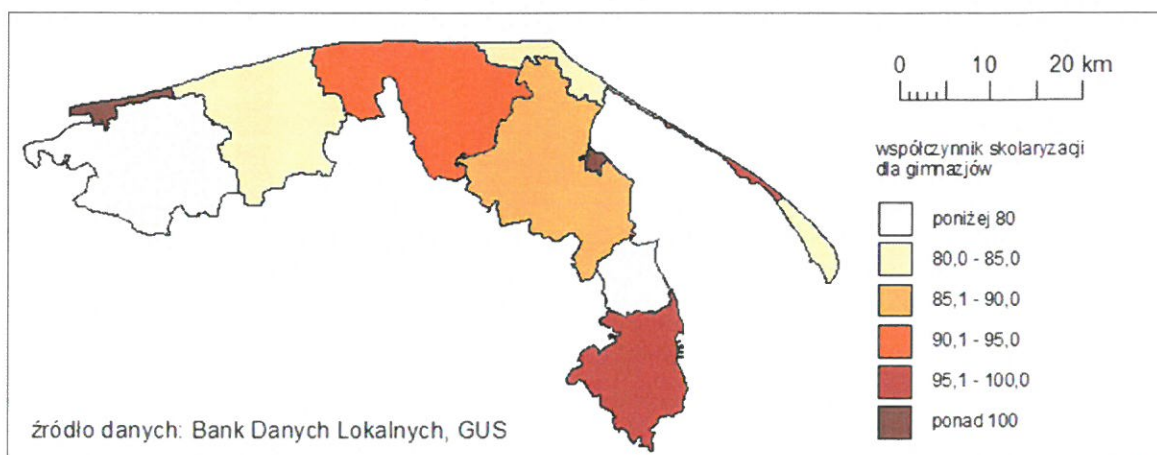 0 10 20 km
współczynnik skolaryzacji
dla gimnazjów
poniżej 80
80,0 - 85,0
85,1 - 90,0
90,1 - 95,0
95,1 - 100,0
ponad 100
źródło danych: Bank Danych Lokalnych, GUS